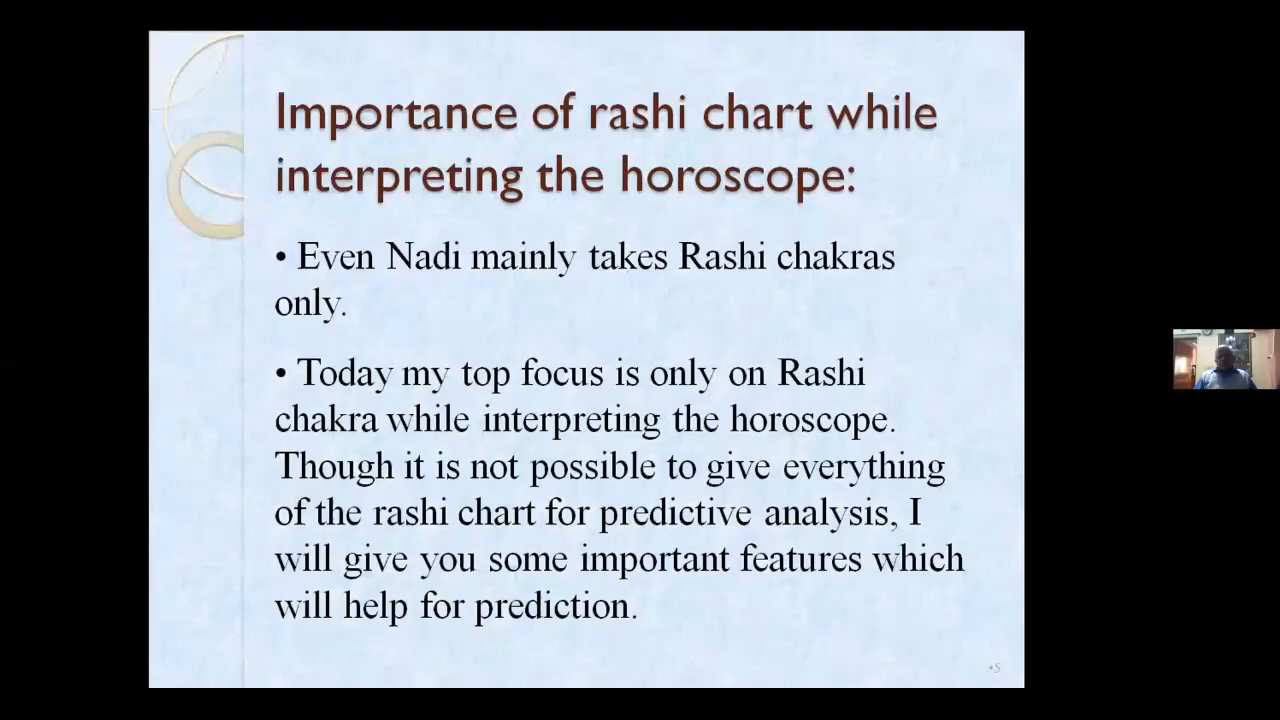 Importance of rashi chart while
interpreting the horoscope:
• Even Nadi mainly takes Rashi chakras
only.
• Today my top focus is only on Rashi
chakra while interpreting the horoscope.
Though it is not possible to give everything
of the rashi chart for predictive analysis, I
will give you some important features which
will help for prediction.
•5